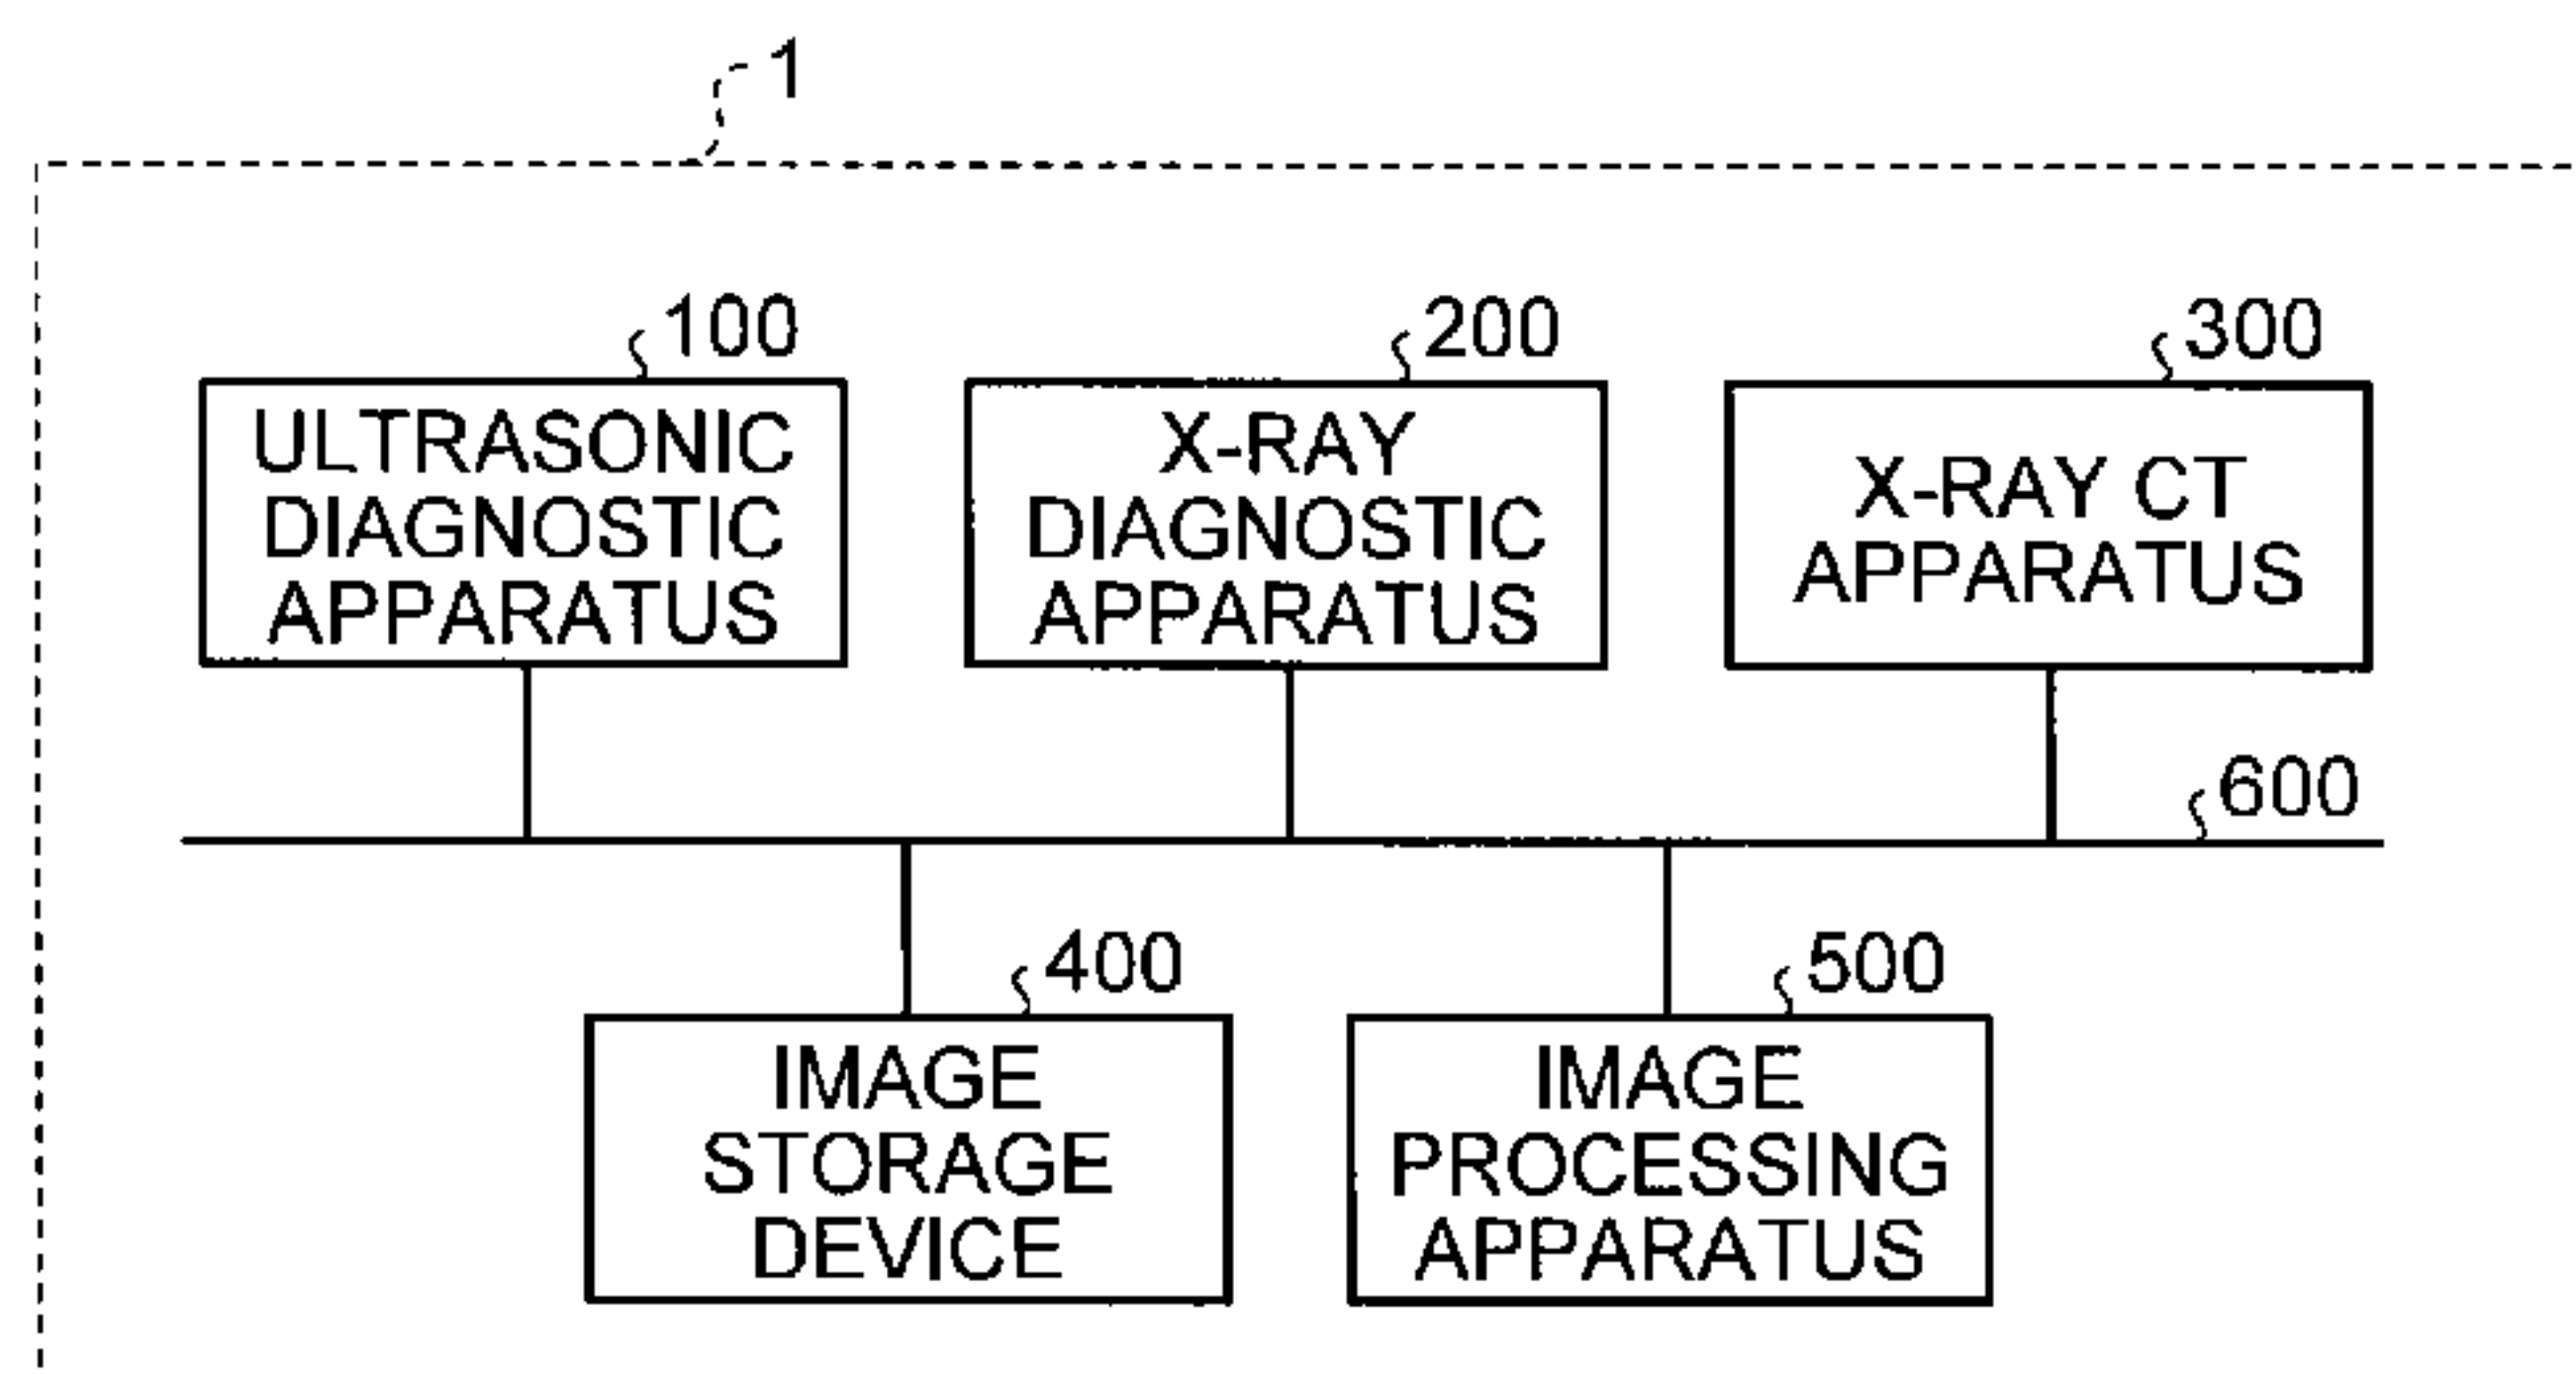 1
100
ULTRASONIC
DIAGNOSTIC
APPARATUS
200
X-RAY
DIAGNOSTIC
APPARATUS
300
X-RAY CT
APPARATUS
600
400
IMAGE
STORAGE
DEVICE
500
IMAGE
PROCESSING
APPARATUS